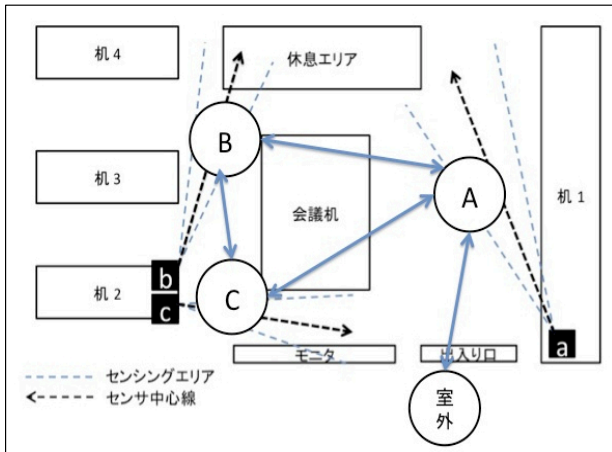 机 4
休息エリア
B
机 3
会議机
A
机 1
b
机 2
c
C
a
モニタ
出入り口
センシングエリア
センサ中心線
室
外